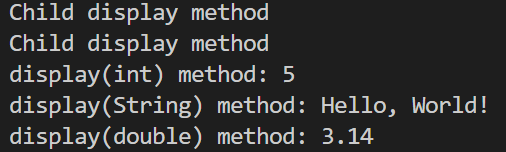 Child display method
Child display method
display(int) method: 5
display(String) method: Hello, World!
display(double) method: 3.14